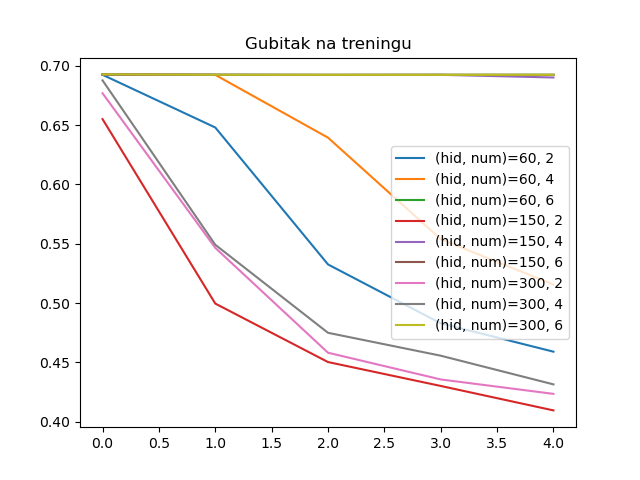 Gubitak na treningu
0.70
0.65
0.60
0.55
0.50
0.45
0.40
(hid, num)=60, 2
(hid, num)=60, 4
(hid, num)=60, 6
(hid, num)=150, 2
(hid, num)=150, 4
(hid, num)=150, 6
(hid, num)=300, 2
(hid, num)=300, 4
(hid, num)=300, 6
0.0 0.5 1.0 1.5 2.0 2.5 3.0 3.5 4.0